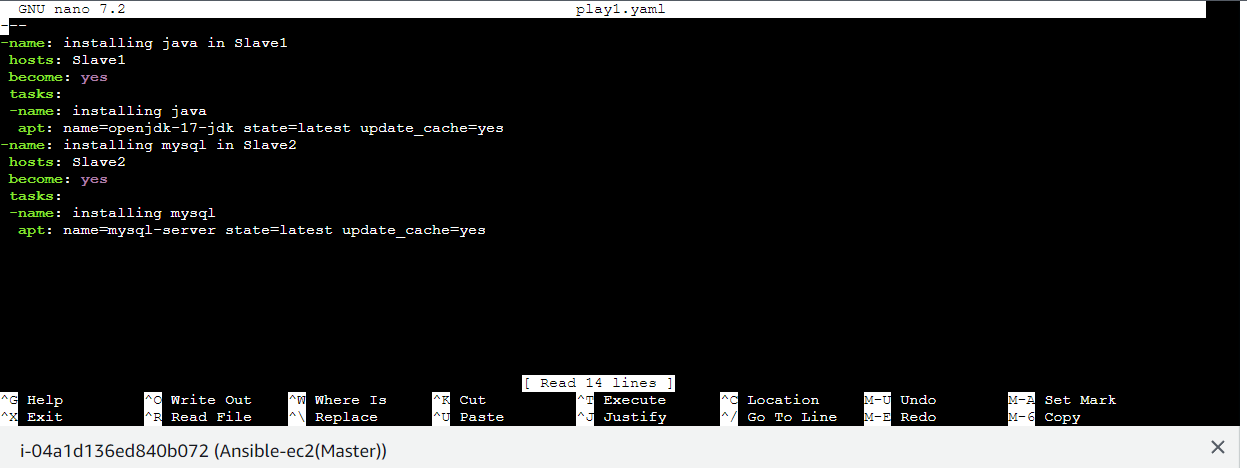 GNU nano 7.2 play1.yaml
---
-name: installing java in Slave1
 hosts: Slave1
 become: yes
 tasks:
 -name: installing java
  apt: name=openjdk-17-jdk state=latest update_cache=yes
-name: installing mysql in Slave2
 hosts: Slave2
 become: yes
 tasks:
 -name: installing mysql
  apt: name=mysql-server state=latest update_cache=yes
[ Read 14 lines ]
^G Help ^O Write Out ^W Where Is ^K Cut ^T Execute ^C Location M-U Undo M-A Set Mark
^X Exit ^R Read File ^\ Replace ^U Paste ^J Justify ^/ Go To Line M-E Redo M-6 Copy
i-04a1d136ed840b072 (Ansible-ec2(Master))